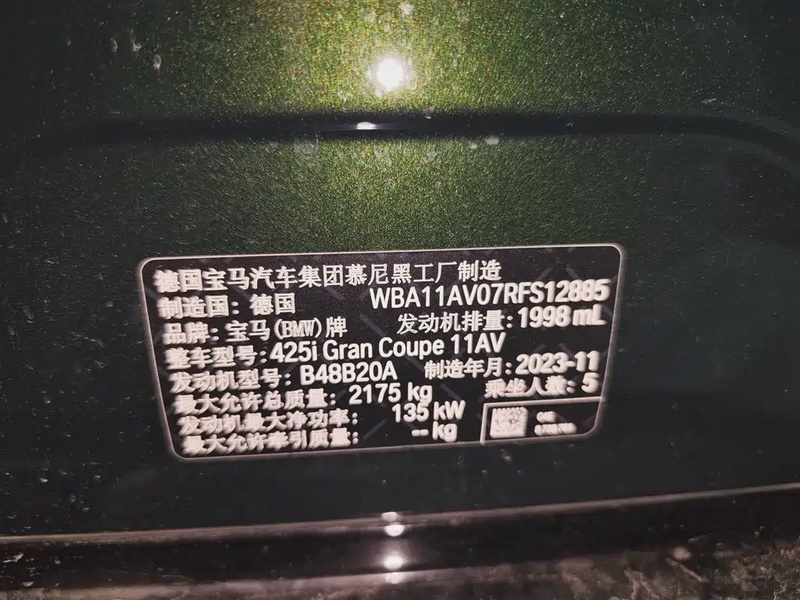 德国宝马汽车集团慕尼黑工厂制造
制造国: 德国 WBA11AV07RFS12885
品牌: 宝马(BMW)牌 发动机排量: 1998 mL
整车型号: 425i Gran Coupe 11AV
发动机型号: B48B20A 制造年月: 2023-11
最大允许总质量: 2175 kg 乘坐人数: 5
发动机最大净功率: 135 kW
最大允许牵引质量: -- kg